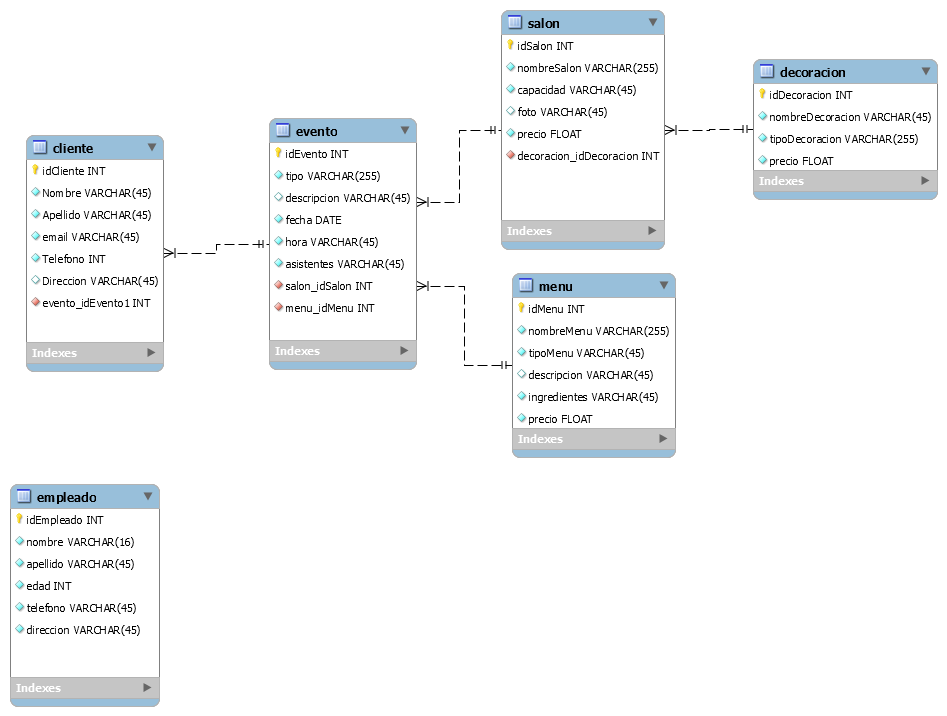 cliente
idCliente INT
Nombre VARCHAR(45)
Apellido VARCHAR(45)
email VARCHAR(45)
Telefono INT
Direccion VARCHAR(45)
evento_idEvento1 INT
Indexes
evento
idEvento INT
tipo VARCHAR(255)
descripcion VARCHAR(45)
fecha DATE
hora VARCHAR(45)
asistentes VARCHAR(45)
salon_idSalon INT
menu_idMenu INT
Indexes
salon
idSalon INT
nombreSalon VARCHAR(255)
capacidad VARCHAR(45)
foto VARCHAR(45)
precio FLOAT
decoracion_idDecoracion INT
Indexes
decoracion
idDecoracion INT
nombreDecoracion VARCHAR(45)
tipoDecoracion VARCHAR(255)
precio FLOAT
Indexes
menu
idMenu INT
nombreMenu VARCHAR(255)
tipoMenu VARCHAR(45)
descripcion VARCHAR(45)
ingredientes VARCHAR(45)
precio FLOAT
Indexes
empleado
idEmpleado INT
nombre VARCHAR(16)
apellido VARCHAR(45)
edad INT
telefono VARCHAR(45)
direccion VARCHAR(45)
Indexes